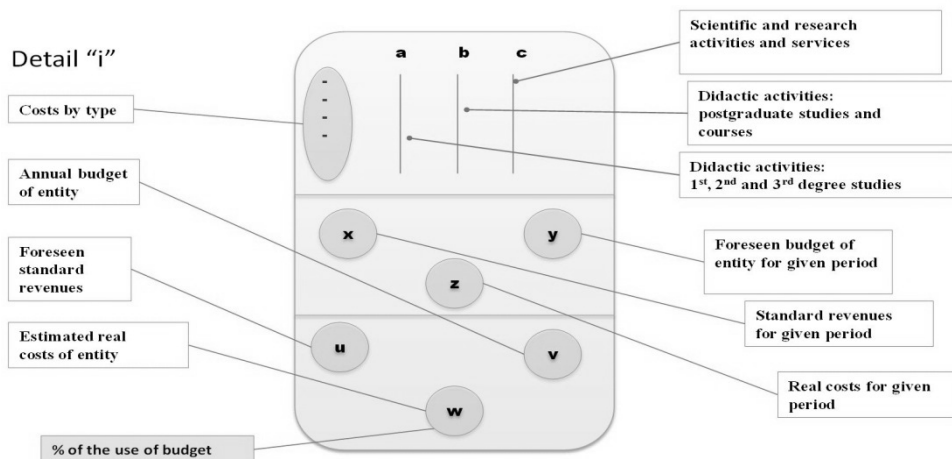 Detail “i”
Costs by type
Annual budget
of entity
Foreseen
standard
revenues
Estimated real
costs of entity
% of the use of budget
a b c
-
-
-
-
x
y
z
u
v
w
Scientific and research
activities and services
Didactic activities:
postgraduate studies and
courses
Didactic activities:
1st, 2nd and 3rd degree studies
Foreseen budget of
entity for given period
Standard revenues
for given period
Real costs for given
period